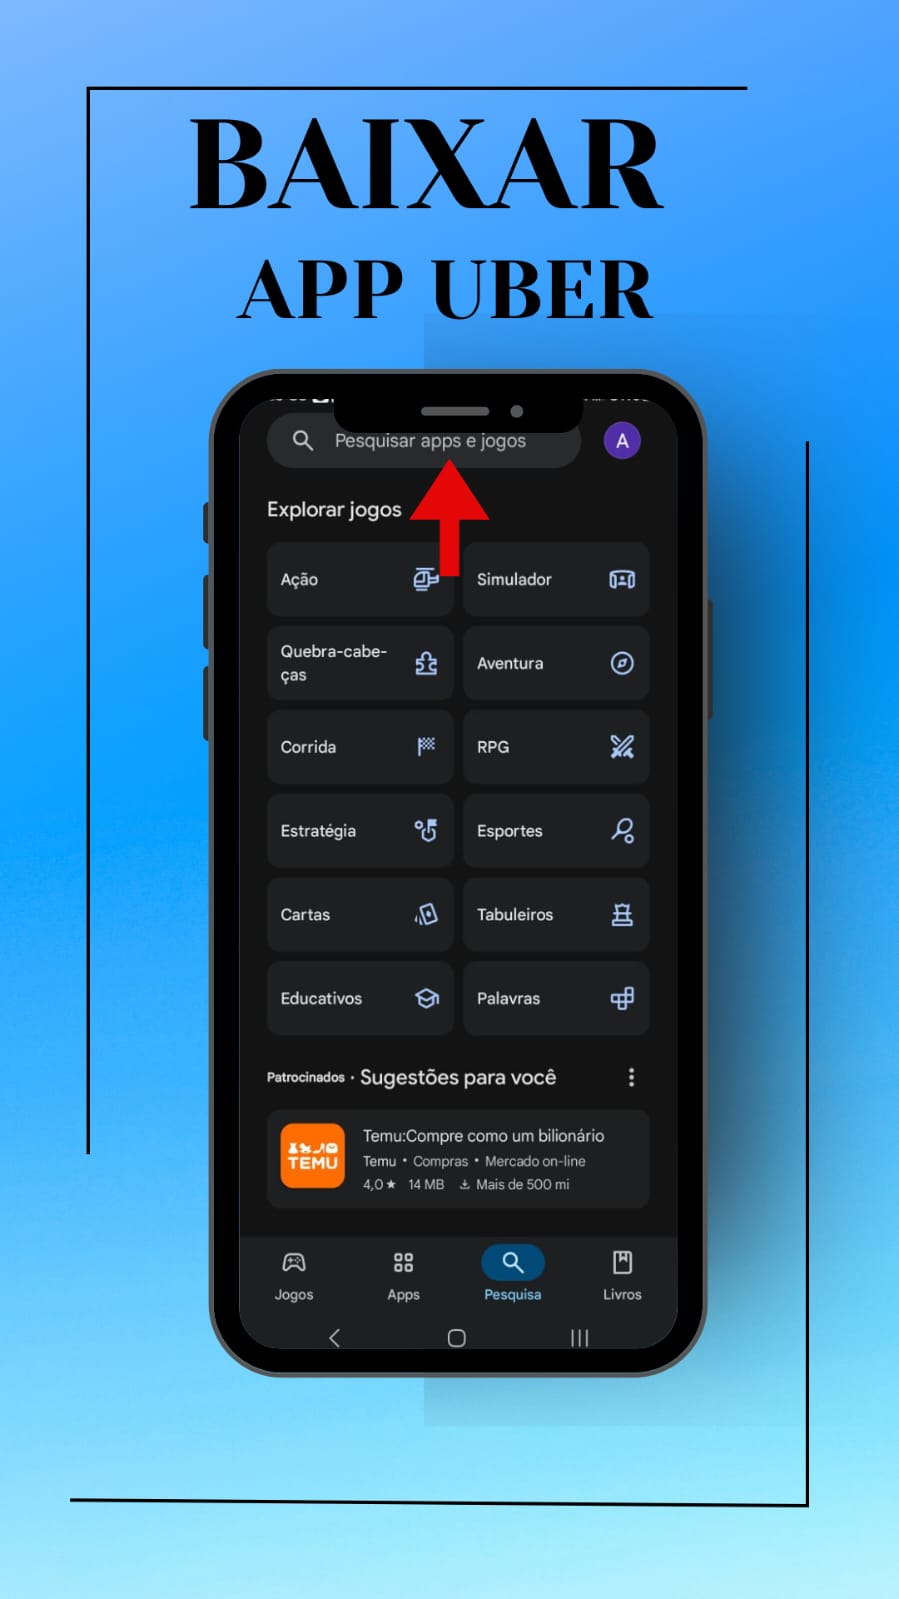 BAIXAR
APP UBER
Pesquisar apps e jogos
A
Explorar jogos
Ação
Simulador
Quebra-cabe-
ças
Aventura
Corrida
RPG
Estratégia
Esportes
Cartas
Tabuleiros
Educativos
Palavras
Patrocinados · Sugestões para você
TEMU
Temu:Compre como um bilionário
Temu • Compras • Mercado on-line
4,0 ★ 14 MB Mais de 500 mi
Jogos
Apps
Pesquisa
Livros